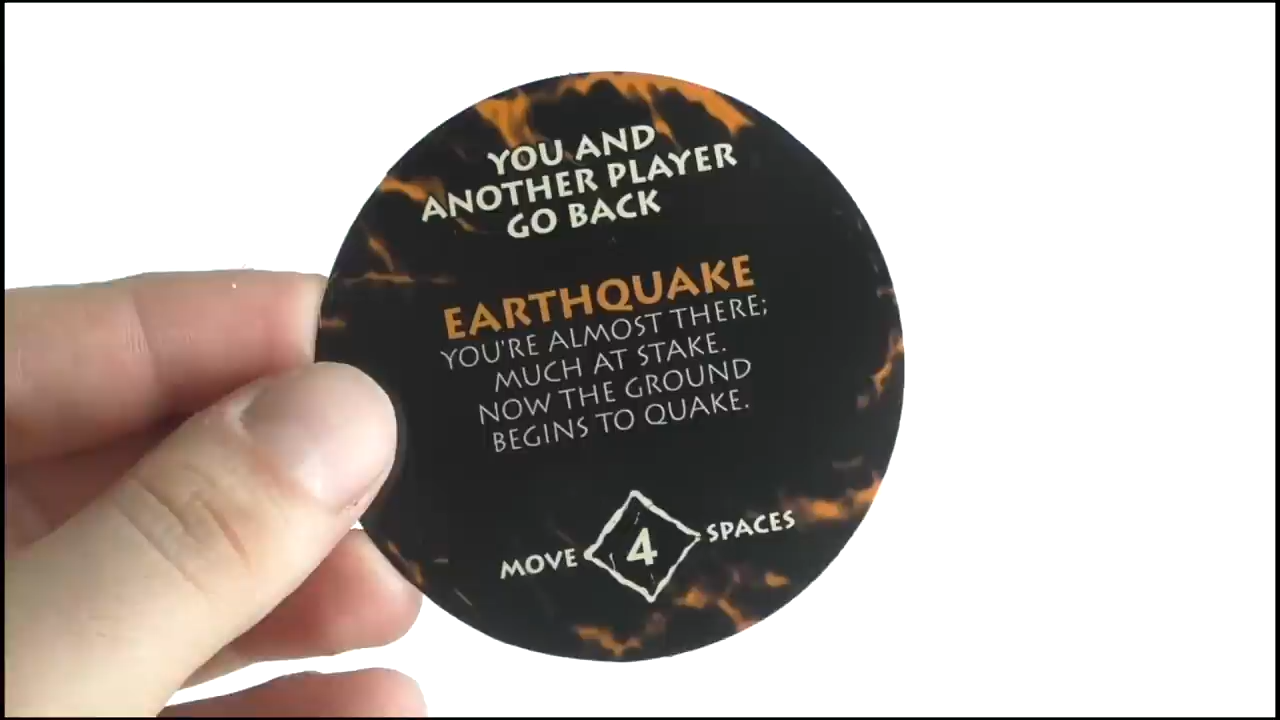 YOU AND
ANOTHER PLAYER
GO BACK
EARTHQUAKE
YOU'RE ALMOST THERE;
MUCH AT STAKE.
NOW THE GROUND
BEGINS TO QUAKE.
MOVE 4 SPACES